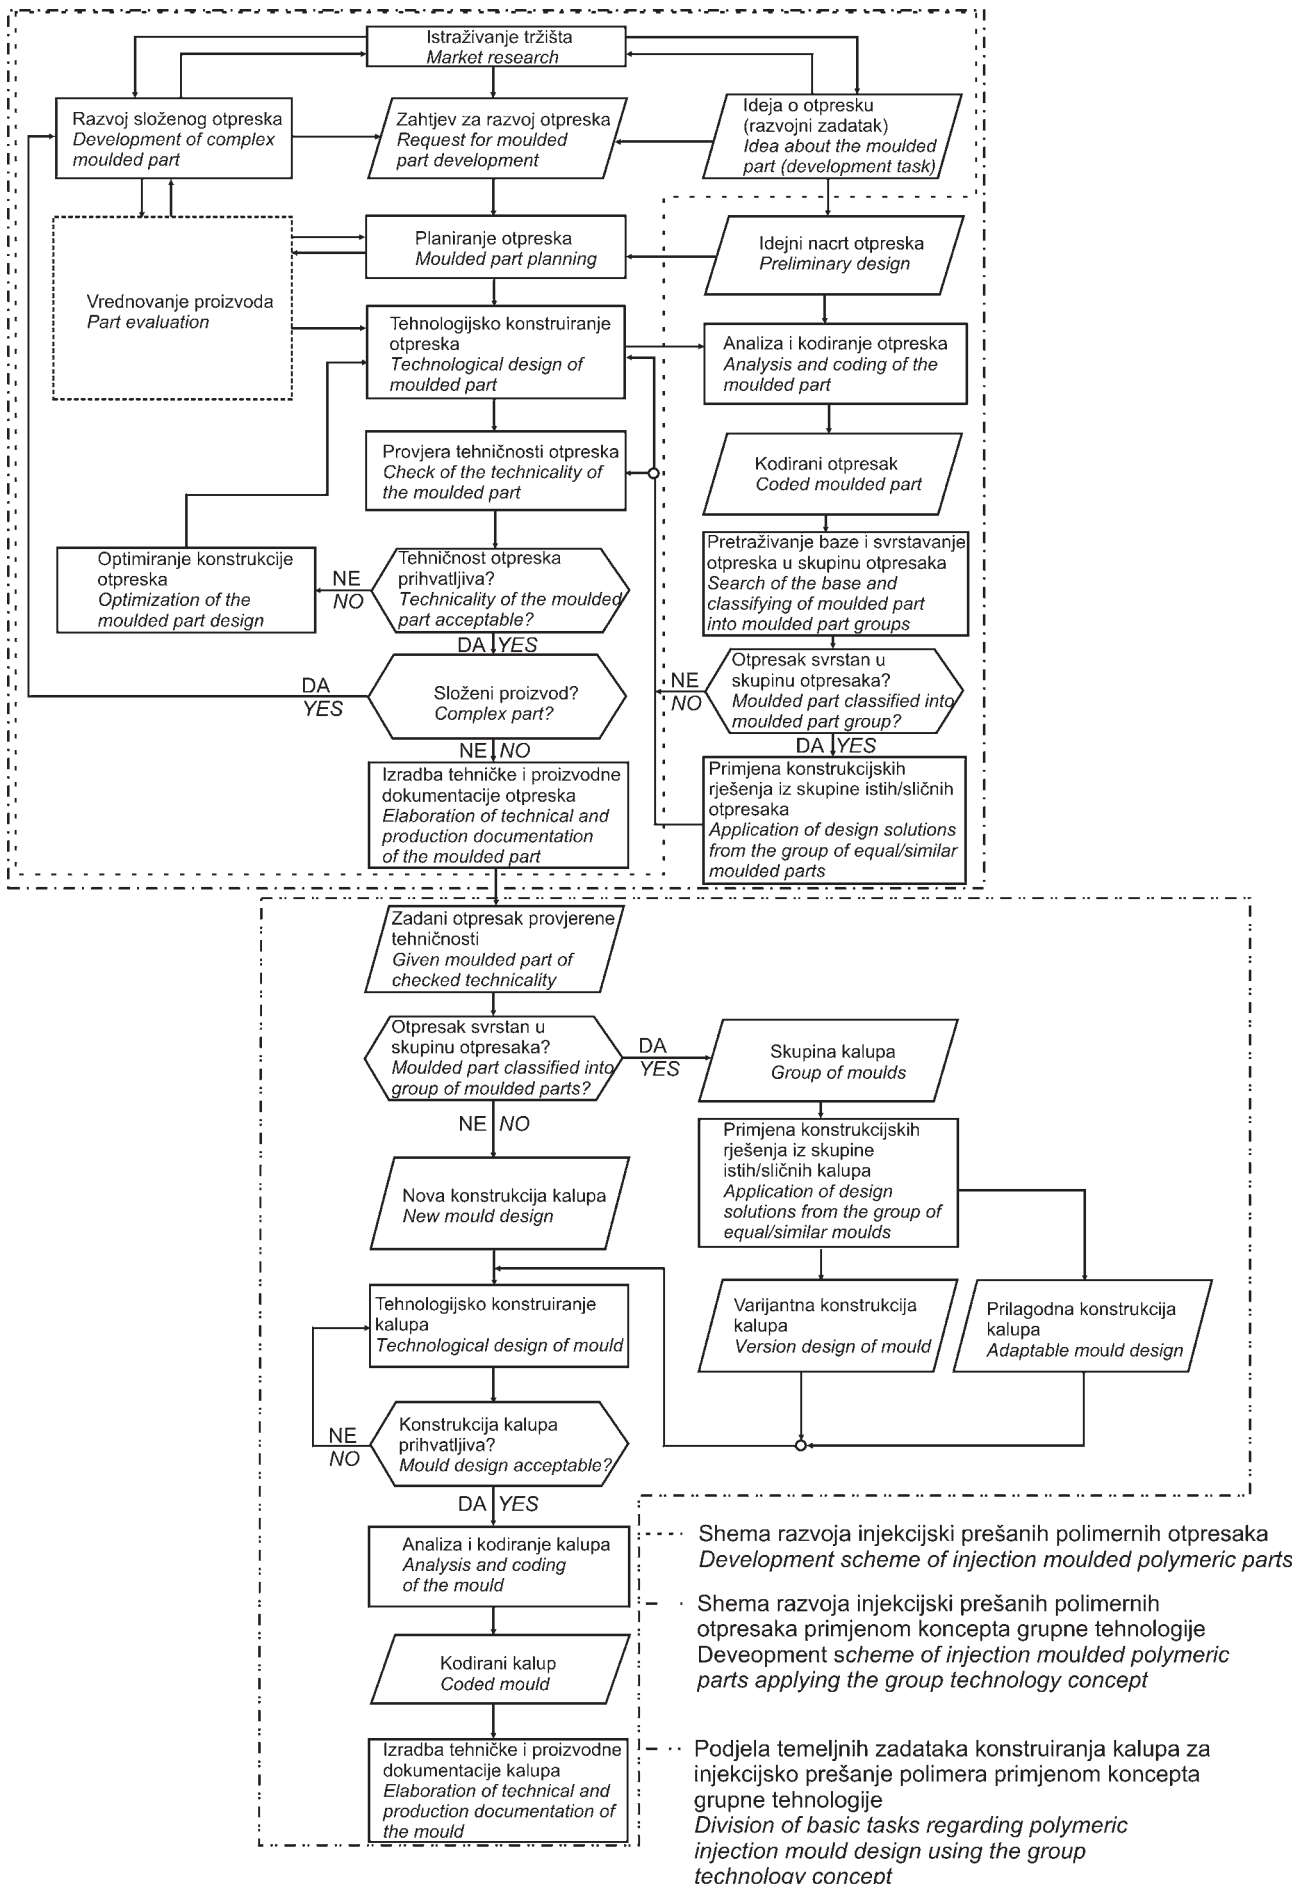 Istraživanje tržišta
Market research
Razvoj složenog otpreska
Development of complex
moulded part
Zahtjev za razvoj otpreska
Request for moulded
part development
Ideja o otpresku
(razvojni zadatak)
Idea about the moulded
part (development task)
Vrednovanje proizvoda
Part evaluation
Planiranje otpreska
Moulded part planning
Idejni nacrt otpreska
Preliminary design
Tehnologijsko konstruiranje
otpreska
Technological design of
moulded part
Analiza i kodiranje otpreska
Analysis and coding of the
moulded part
Provjera tehničnosti otpreska
Check of the technicality of
the moulded part
Kodirani otpresak
Coded moulded part
Optimiranje konstrukcije
otpreska
Optimization of the
moulded part design
NE
NO
Tehničnost otpreska
prihvatljiva?
Technicality of the moulded
part acceptable?
DA YES
Pretraživanje baze i svrstavanje
otpreska u skupinu otpresaka
Search of the base and
classifying of moulded part
into moulded part groups
DA
YES
Složeni proizvod?
Complex part?
NE NO
NE
NO
Otpresak svrstan u
skupinu otpresaka?
Moulded part classified into
moulded part group?
DA YES
Izradba tehničke i proizvodne
dokumentacije otpreska
Elaboration of technical and
production documentation
of the moulded part
Primjena konstrukcijskih
rješenja iz skupine istih/sličnih
otpresaka
Application of design solutions
from the group of equal/similar
moulded parts
Zadani otpresak provjerene
tehničnosti
Given moulded part of
checked technicality
Otpresak svrstan u
skupinu otpresaka?
Moulded part classified into
group of moulded parts?
DA
YES
NE NO
Skupina kalupa
Group of moulds
Primjena konstrukcijskih
rješenja iz skupine
istih/sličnih kalupa
Application of design
solutions from the group of
equal/similar moulds
Nova konstrukcija kalupa
New mould design
Tehnologijsko konstruiranje
kalupa
Technological design of mould
Varijantna konstrukcija
kalupa
Version design of mould
Prilagodna konstrukcija
kalupa
Adaptable mould design
NE
NO
Konstrukcija kalupa
prihvatljiva?
Mould design acceptable?
DA YES
Analiza i kodiranje kalupa
Analysis and coding
of the mould
Kodirani kalup
Coded mould
Izradba tehničke i proizvodne
dokumentacije kalupa
Elaboration of technical and
production documentation of
the mould
Shema razvoja injekcijski prešanih polimernih otpresaka
Development scheme of injection moulded polymeric parts
Shema razvoja injekcijski prešanih polimernih
otpresaka primjenom koncepta grupne tehnologije
Deveopment scheme of injection moulded polymeric
parts applying the group technology concept
Podjela temeljnih zadataka konstruiranja kalupa za
injekcijsko prešanje polimera primjenom koncepta
grupne tehnologije
Division of basic tasks regarding polymeric
injection mould design using the group
technology concept